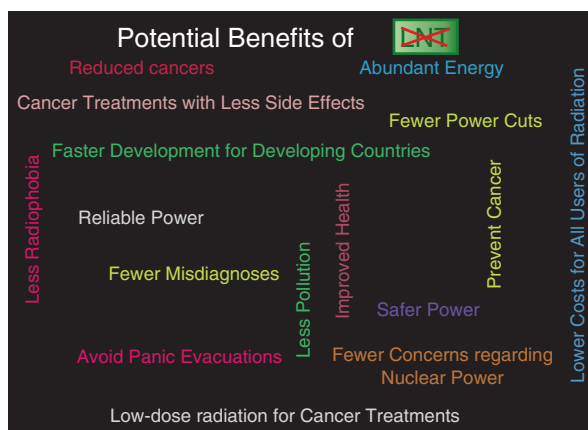 Potential Benefits of LNT
Reduced cancers
Abundant Energy
Cancer Treatments with Less Side Effects
Fewer Power Cuts
Faster Development for Developing Countries
Less Radiophobia
Reliable Power
Improved Health
Prevent Cancer
Lower Costs for All Users of Radiation
Fewer Misdiagnoses
Less Pollution
Safer Power
Avoid Panic Evacuations
Fewer Concerns regarding
Nuclear Power
Low-dose radiation for Cancer Treatments